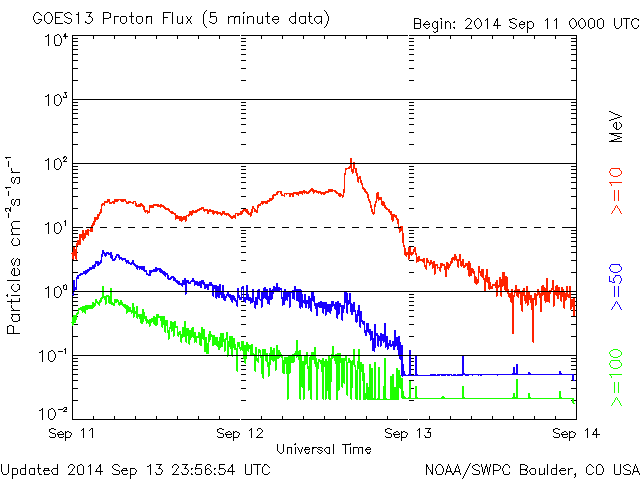 GOES13 Proton Flux (5 minute data)
Begin: 2014 Sep 11 0000 UTC
10⁴
10³
10²
10¹
10⁰
10⁻¹
10⁻²
Particles cm⁻²s⁻¹sr⁻¹
MeV
>=10
>=50
>=100
Sep 11
Sep 12
Sep 13
Sep 14
Universal Time
Updated 2014 Sep 13 23:56:54 UTC
NOAA/SWPC Boulder, CO USA